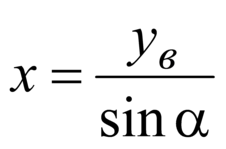 x = y_в / sin α